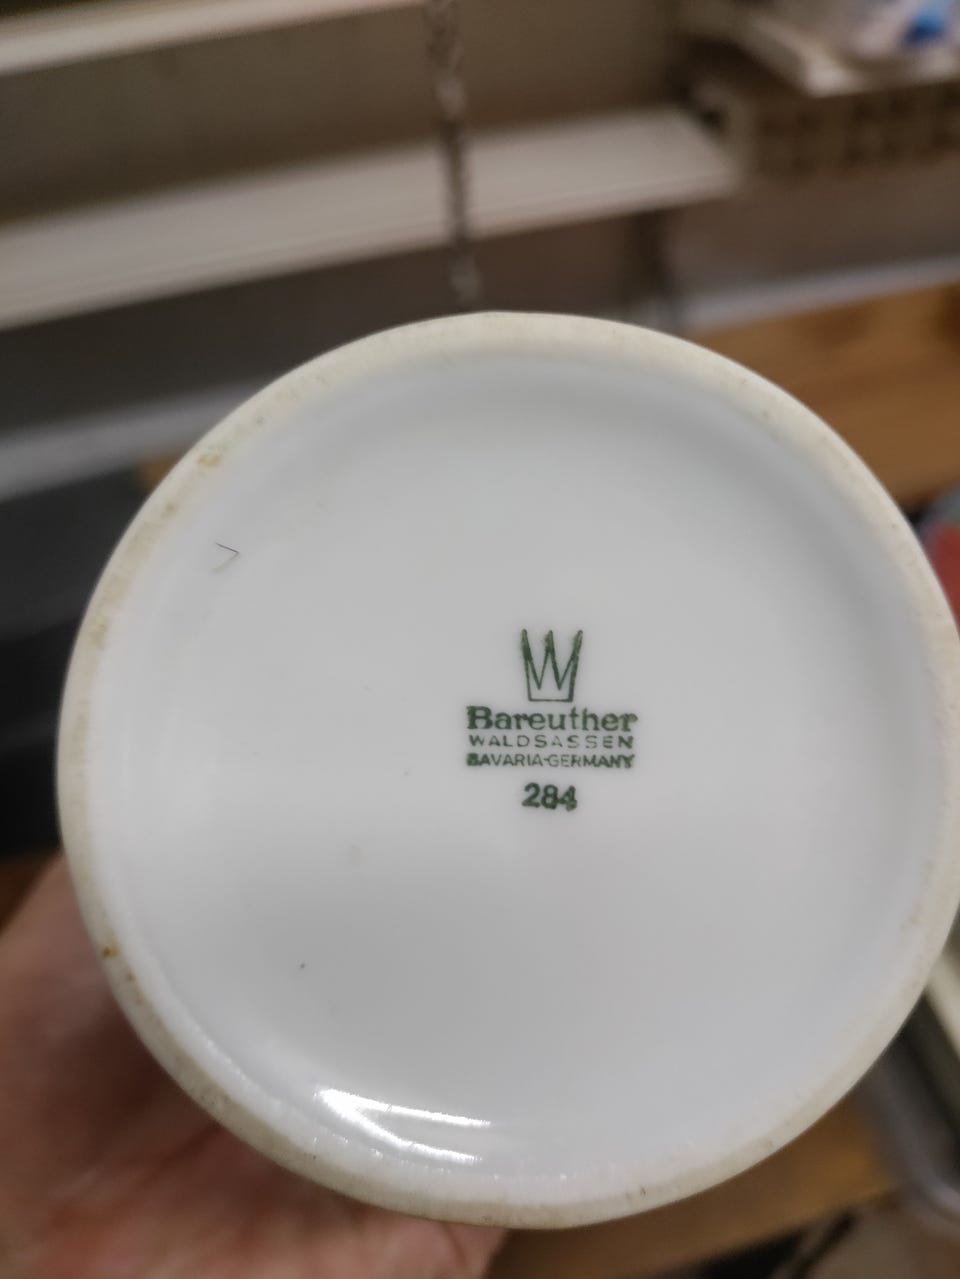 W
Bareuther
WALDSASSEN
BAVARIA-GERMANY
284